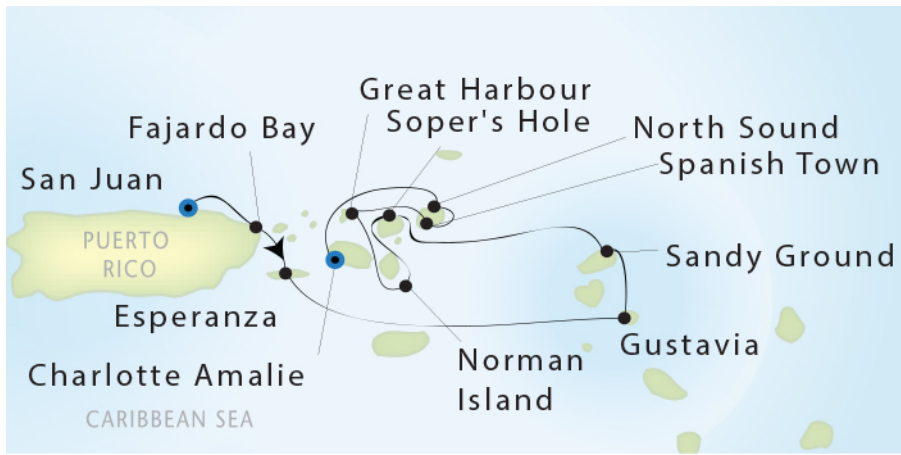 Great Harbour
Soper's Hole
Fajardo Bay
North Sound
Spanish Town
San Juan
PUERTO
RICO
Sandy Ground
Esperanza
Gustavia
Norman
Island
Charlotte Amalie
CARIBBEAN SEA